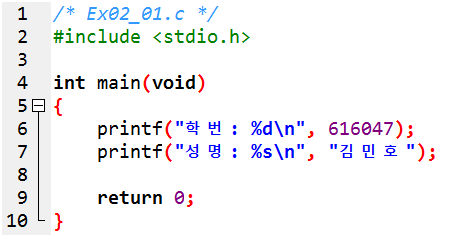 1 /* Ex02_01.c */
2 #include <stdio.h>
3
4 int main(void)
5 {
6 printf("학 번 : %d\n", 616047);
7 printf("성 명 : %s\n", "김 민 호 ");
8
9 return 0;
10 }